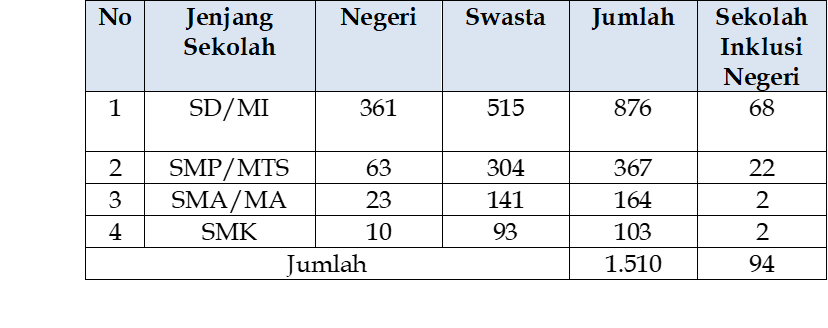 No Jenjang Sekolah Negeri Swasta Jumlah Sekolah Inklusi Negeri
1 SD/MI 361 515 876 68
2 SMP/MTS 63 304 367 22
3 SMA/MA 23 141 164 2
4 SMK 10 93 103 2
Jumlah 1.510 94